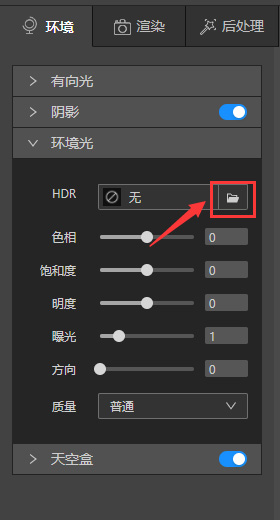 环境 渲染 后处理
有向光
阴影
环境光
HDR 无
色相 0
饱和度 0
明度 0
曝光 1
方向 0
质量 普通
天空盒